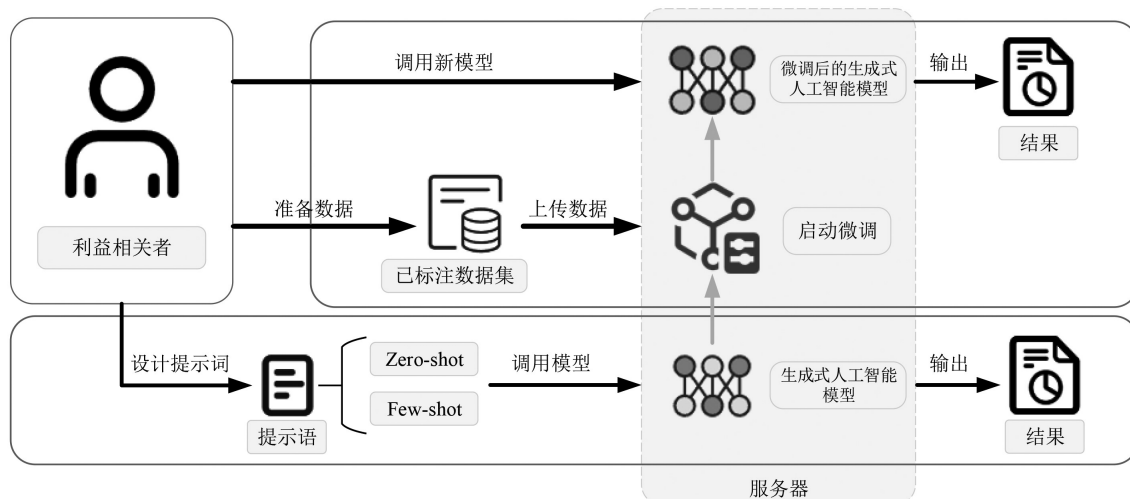 调用新模型
微调后的生成式
人工智能模型
输出
结果
利益相关者
准备数据
已标注数据集
上传数据
启动微调
设计提示词
提示语
Zero-shot
Few-shot
调用模型
生成式人工智能
模型
输出
结果
服务器